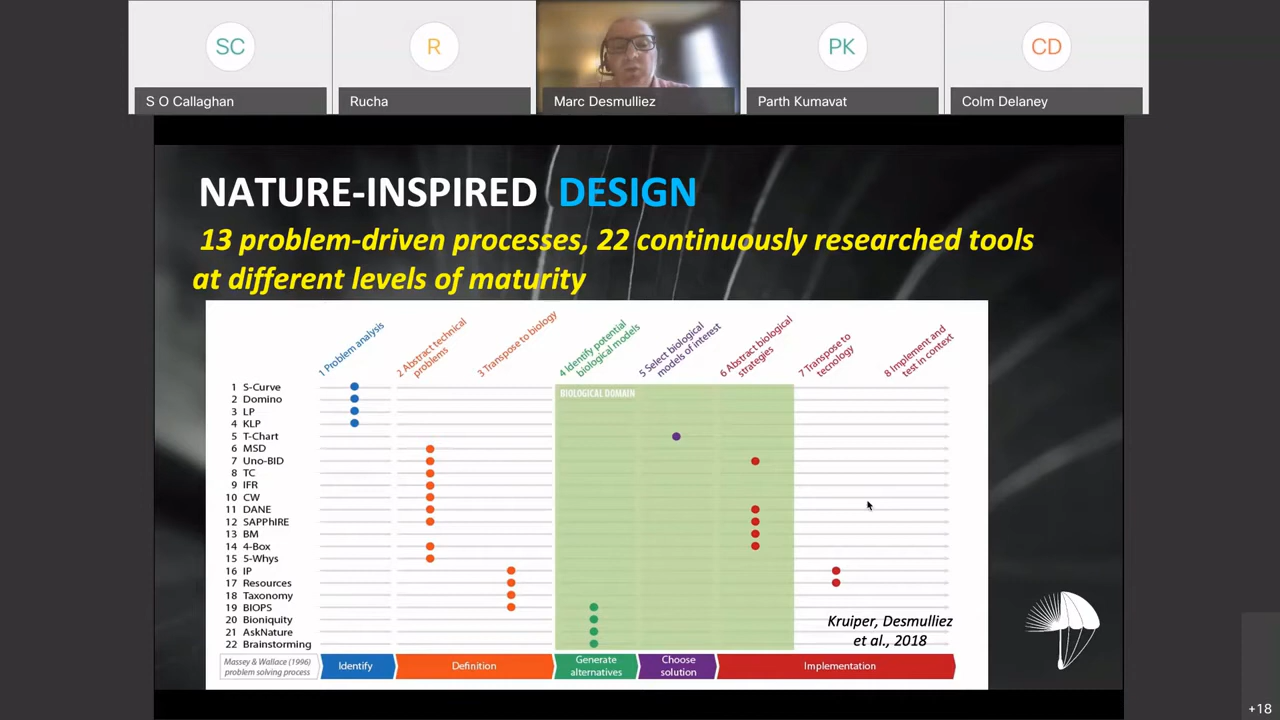 SC
R
PK
CD
S O Callaghan
Rucha
Marc Desmulliez
Parth Kumavat
Colm Delaney
NATURE-INSPIRED DESIGN
13 problem-driven processes, 22 continuously researched tools
at different levels of maturity
1 Problem analysis
2 Abstract technical
problems
3 Transpose to biology
4 Identify potential
biological models
5 Select biological
models of interest
6 Abstract biological
strategies
7 Transpose to
tecnology
8 Implement and
test in context
BIOLOGICAL DOMAIN
1 S-Curve
2 Domino
3 LP
4 KLP
5 T-Chart
6 MSD
7 Uno-BID
8 TC
9 IFR
10 CW
11 DANE
12 SAPPhIRE
13 BM
14 4-Box
15 5-Whys
16 IP
17 Resources
18 Taxonomy
19 BIOPS
20 Bioniquity
21 AskNature
22 Brainstorming
Kruiper, Desmulliez
et al., 2018
Massey & Wallace (1996)
problem solving process
Identify
Definition
Generate
alternatives
Choose
solution
Implementation
+18